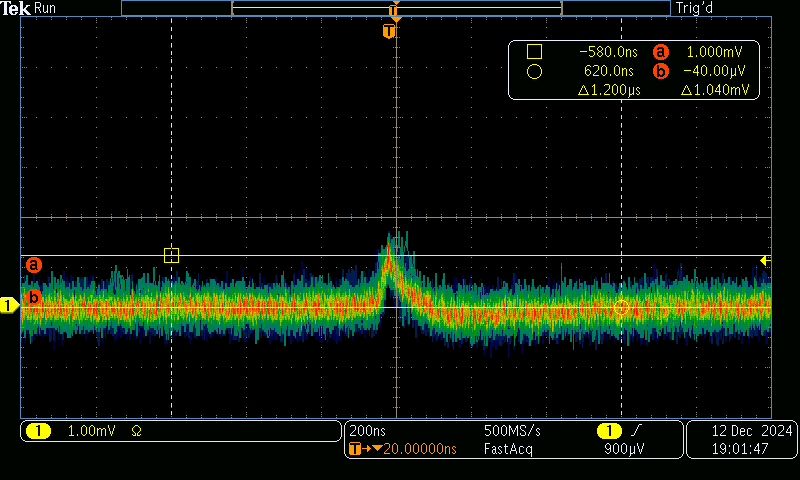 Tek Run
T
Trig'd
T
−580.0ns a 1.000mV
620.0ns b −40.00µV
Δ1.200µs Δ1.040mV
a
b
1
1 1.00mV Ω
200ns 500MS/s 1
T→▼20.00000ns FastAcq 900µV
12 Dec 2024
19:01:47